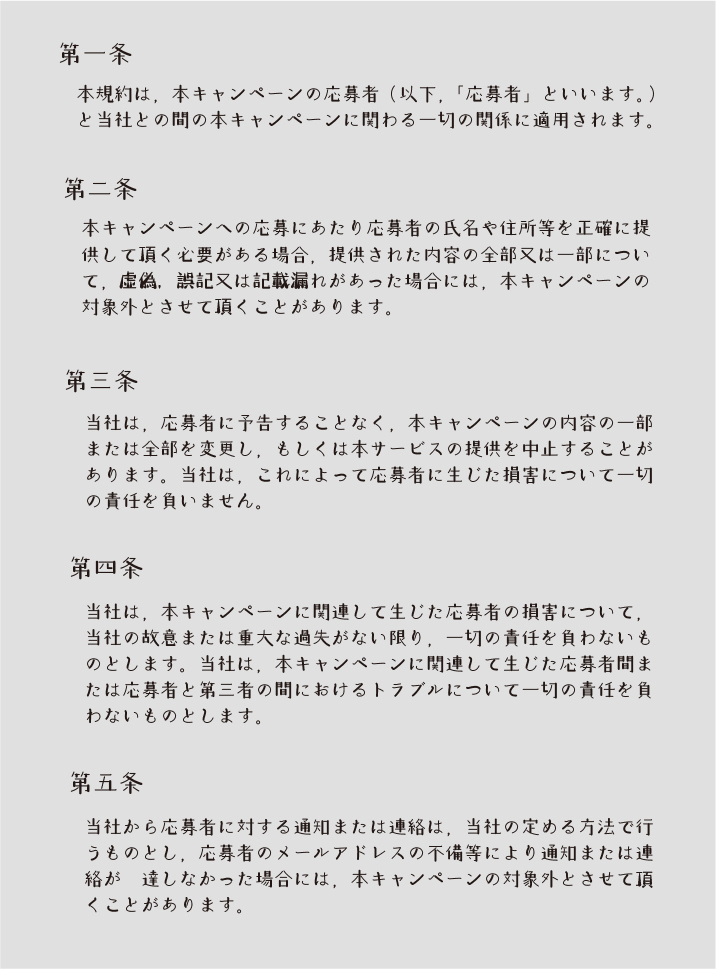 第一条
本規約は，本キャンペーンの応募者（以下，「応募者」といいます。）
と当社との間の本キャンペーンに関わる一切の関係に適用されます。
第二条
本キャンペーンへの応募にあたり応募者の氏名や住所等を正確に提
供して頂く必要がある場合，提供された内容の全部又は一部につい
て，虚偽，誤記又は記載漏れがあった場合には，本キャンペーンの
対象外とさせて頂くことがあります。
第三条
当社は，応募者に予告することなく，本キャンペーンの内容の一部
または全部を変更し，もしくは本サービスの提供を中止することが
あります。当社は，これによって応募者に生じた損害について一切
の責任を負いません。
第四条
当社は，本キャンペーンに関連して生じた応募者の損害について，
当社の故意または重大な過失がない限り，一切の責任を負わないも
のとします。当社は，本キャンペーンに関連して生じた応募者間ま
たは応募者と第三者の間におけるトラブルについて一切の責任を負
わないものとします。
第五条
当社から応募者に対する通知または連絡は，当社の定める方法で行
うものとし，応募者のメールアドレスの不備等により通知または連
絡が　達しなかった場合には，本キャンペーンの対象外とさせて頂
くことがあります。